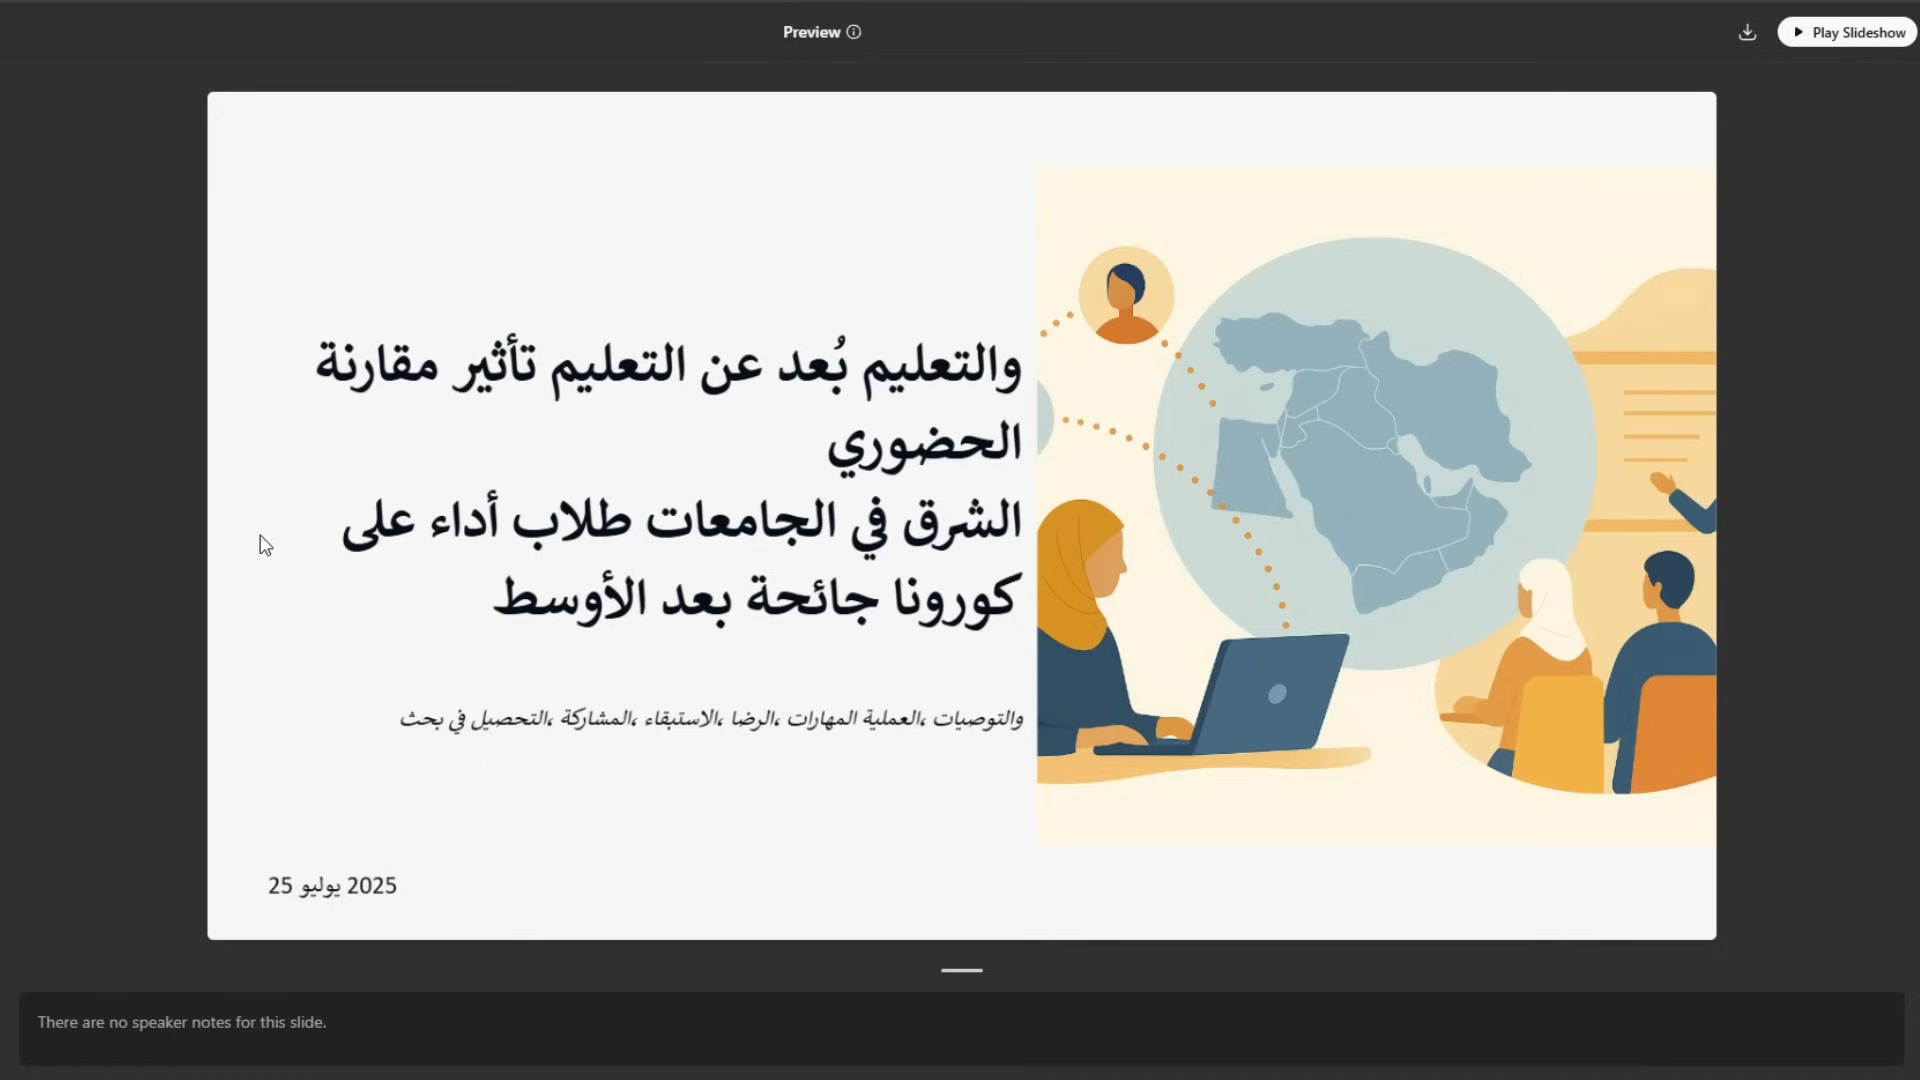 Preview
Play Slideshow
والتعليم بُعد عن التعليم تأثير مقارنة
الحضوري
الشرق في الجامعات طلاب أداء على
كورونا جائحة بعد الأوسط
والتوصيات ،العملية المهارات ،الرضا ،الاستبقاء ،المشاركة ،التحصيل في بحث
2025 يوليو 25
There are no speaker notes for this slide.